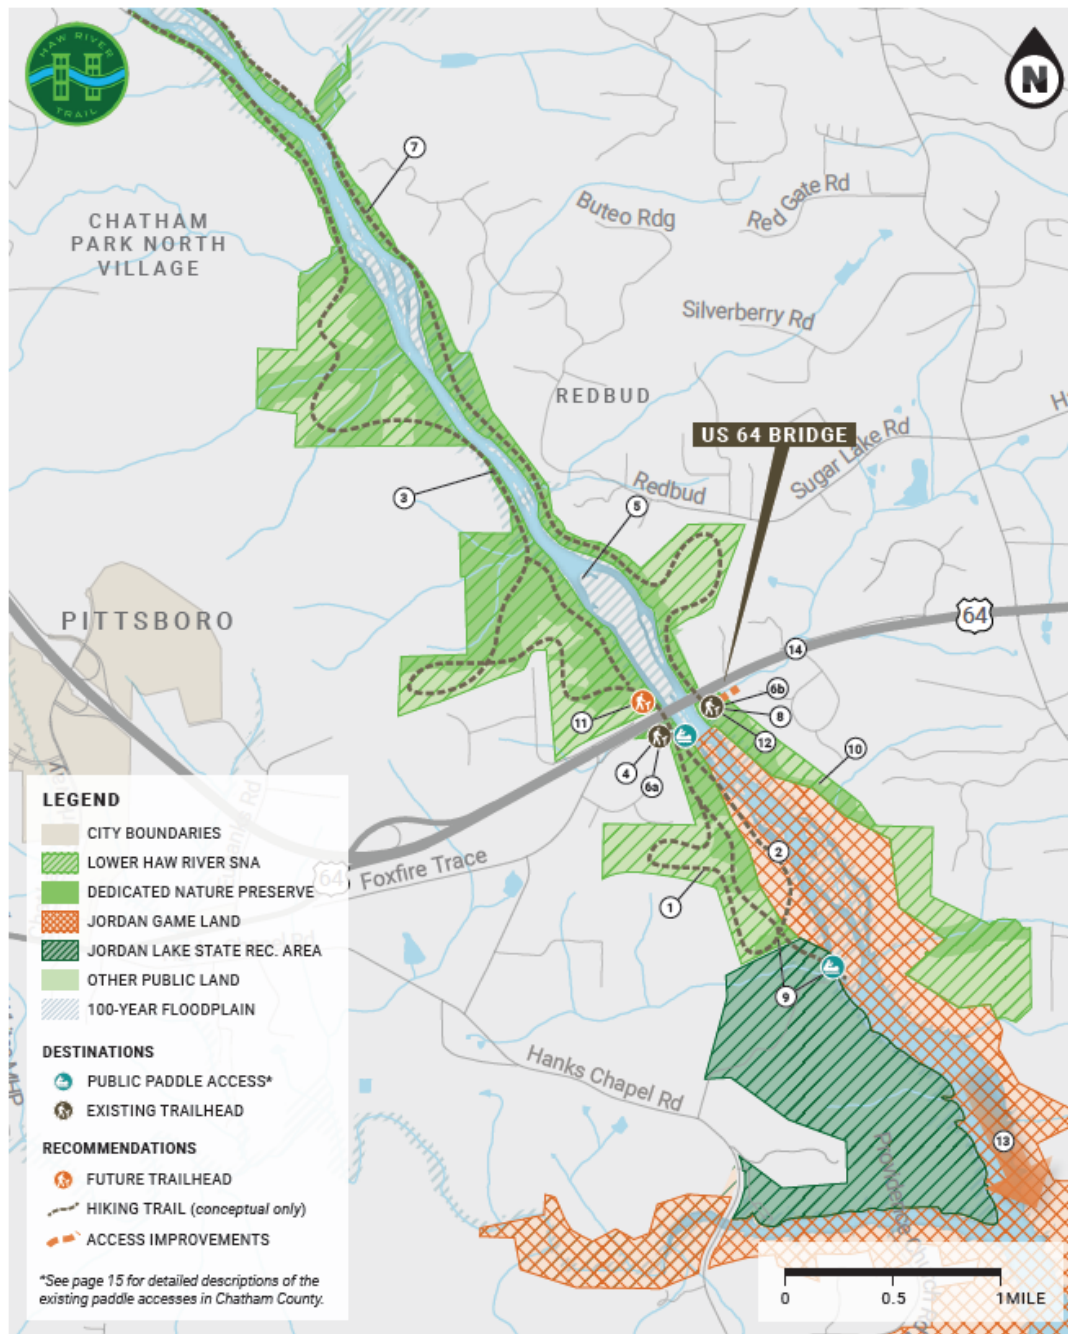 HAW RIVER
TRAIL
N
7
CHATHAM
PARK NORTH
VILLAGE
Buteo Rdg
Red Gate Rd
Silverberry Rd
REDBUD
H
US 64 BRIDGE
Sugar Lake Rd
Redbud
3
5
PITTSBORO
64
14
6b
8
11
12
10
4
6a
2
1
9
Foxfire Trace
64
Hanks Chapel Rd
13
Providence Church Rd
LEGEND
CITY BOUNDARIES
LOWER HAW RIVER SNA
DEDICATED NATURE PRESERVE
JORDAN GAME LAND
JORDAN LAKE STATE REC. AREA
OTHER PUBLIC LAND
100-YEAR FLOODPLAIN
DESTINATIONS
PUBLIC PADDLE ACCESS*
EXISTING TRAILHEAD
RECOMMENDATIONS
FUTURE TRAILHEAD
HIKING TRAIL (conceptual only)
ACCESS IMPROVEMENTS
*See page 15 for detailed descriptions of the
existing paddle accesses in Chatham County.
0 0.5 1MILE